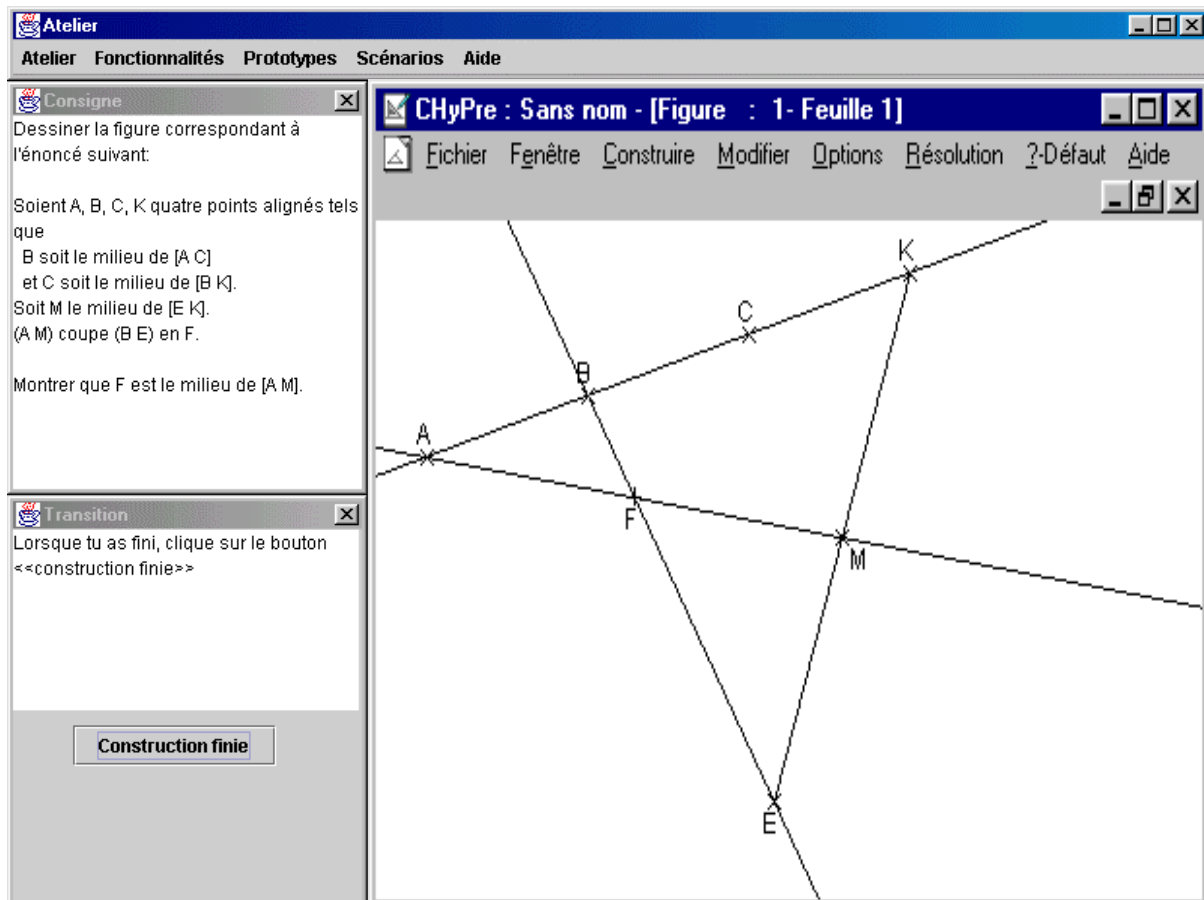 Atelier
Atelier Fonctionnalités Prototypes Scénarios Aide
Consigne
Dessiner la figure correspondant à
l'énoncé suivant:
Soient A, B, C, K quatre points alignés tels
que
B soit le milieu de [A C]
et C soit le milieu de [B K].
Soit M le milieu de [E K].
(A M) coupe (B E) en F.
Montrer que F est le milieu de [A M].
Transition
Lorsque tu as fini, clique sur le bouton
<<construction finie>>
Construction finie
CHyPre : Sans nom - [Figure : 1- Feuille 1]
Fichier Fenêtre Construire Modifier Options Résolution ?-Défaut Aide
K
C
B
A
F
M
E